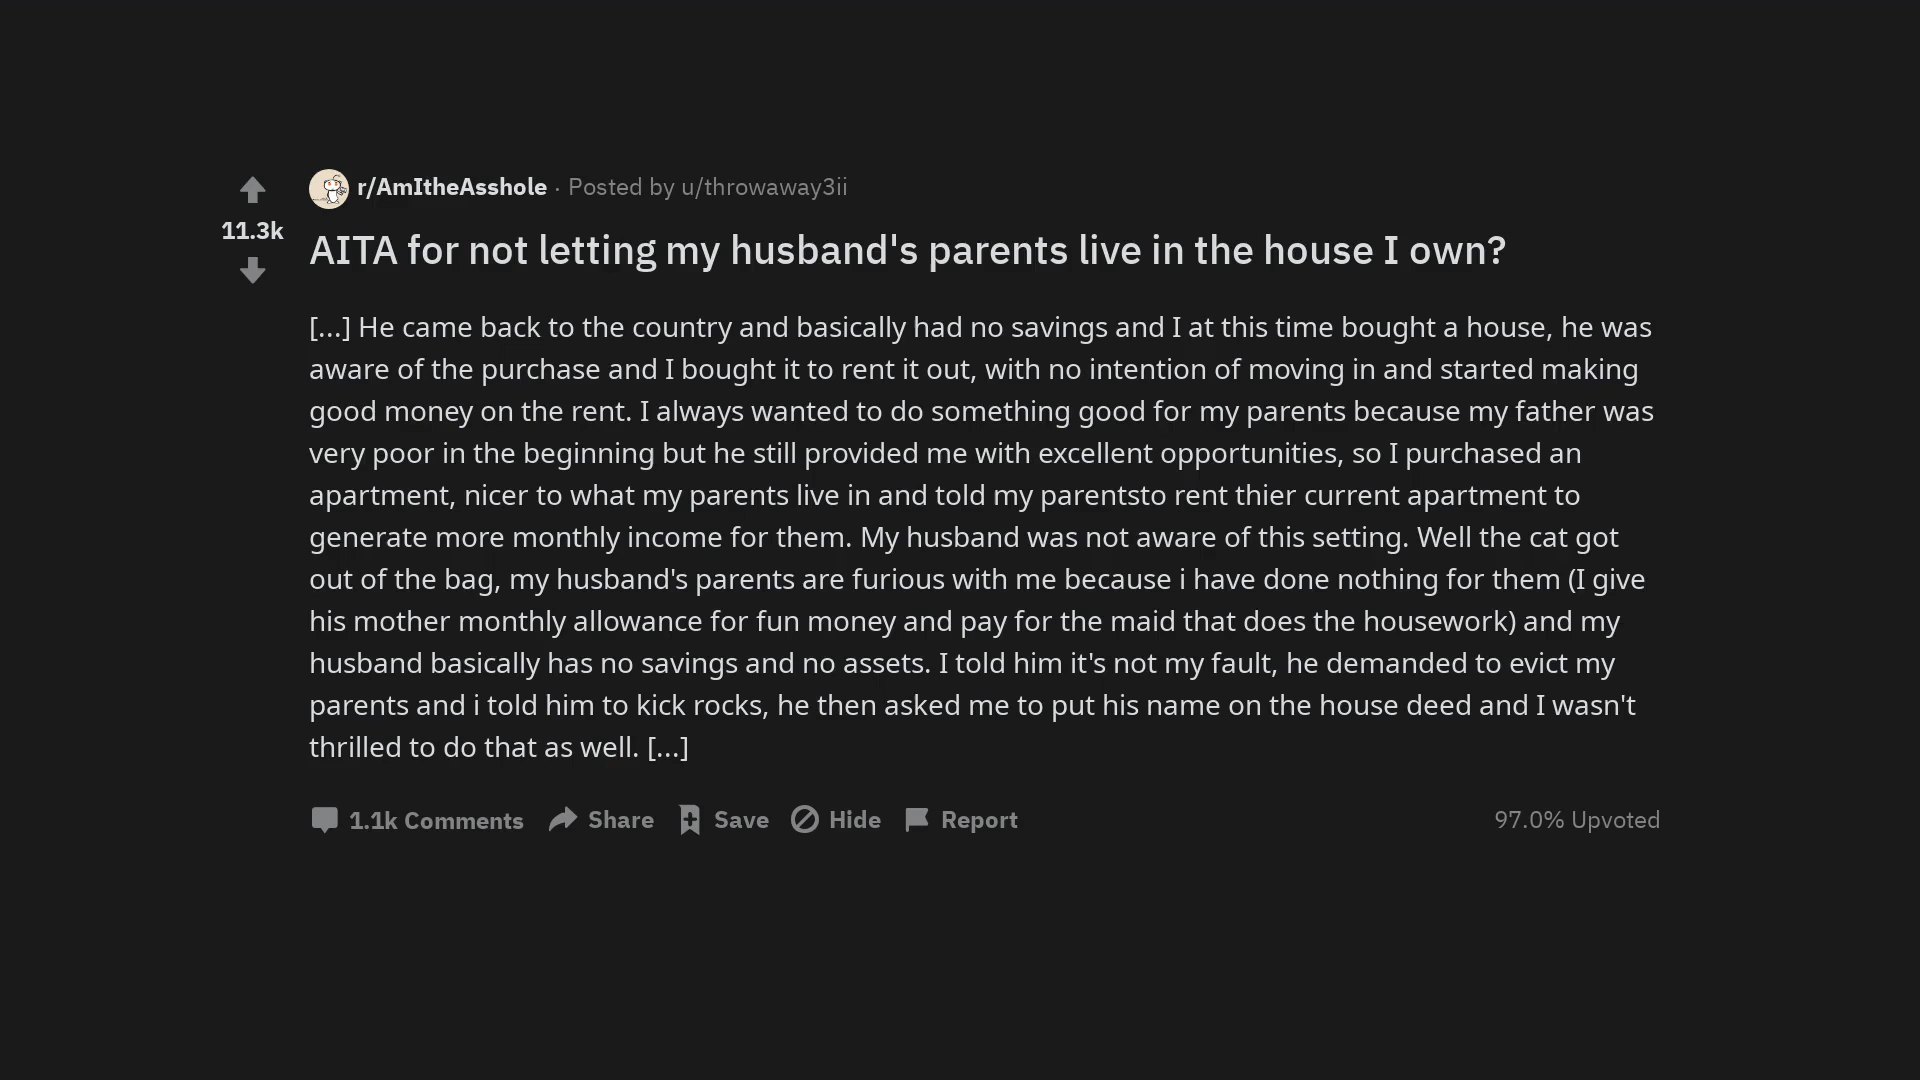 r/AmItheAsshole · Posted by u/throwaway3ii
11.3k
AITA for not letting my husband's parents live in the house I own?
[...] He came back to the country and basically had no savings and I at this time bought a house, he was
aware of the purchase and I bought it to rent it out, with no intention of moving in and started making
good money on the rent. I always wanted to do something good for my parents because my father was
very poor in the beginning but he still provided me with excellent opportunities, so I purchased an
apartment, nicer to what my parents live in and told my parentsto rent thier current apartment to
generate more monthly income for them. My husband was not aware of this setting. Well the cat got
out of the bag, my husband's parents are furious with me because i have done nothing for them (I give
his mother monthly allowance for fun money and pay for the maid that does the housework) and my
husband basically has no savings and no assets. I told him it's not my fault, he demanded to evict my
parents and i told him to kick rocks, he then asked me to put his name on the house deed and I wasn't
thrilled to do that as well. [...]
1.1k Comments Share Save Hide Report 97.0% Upvoted